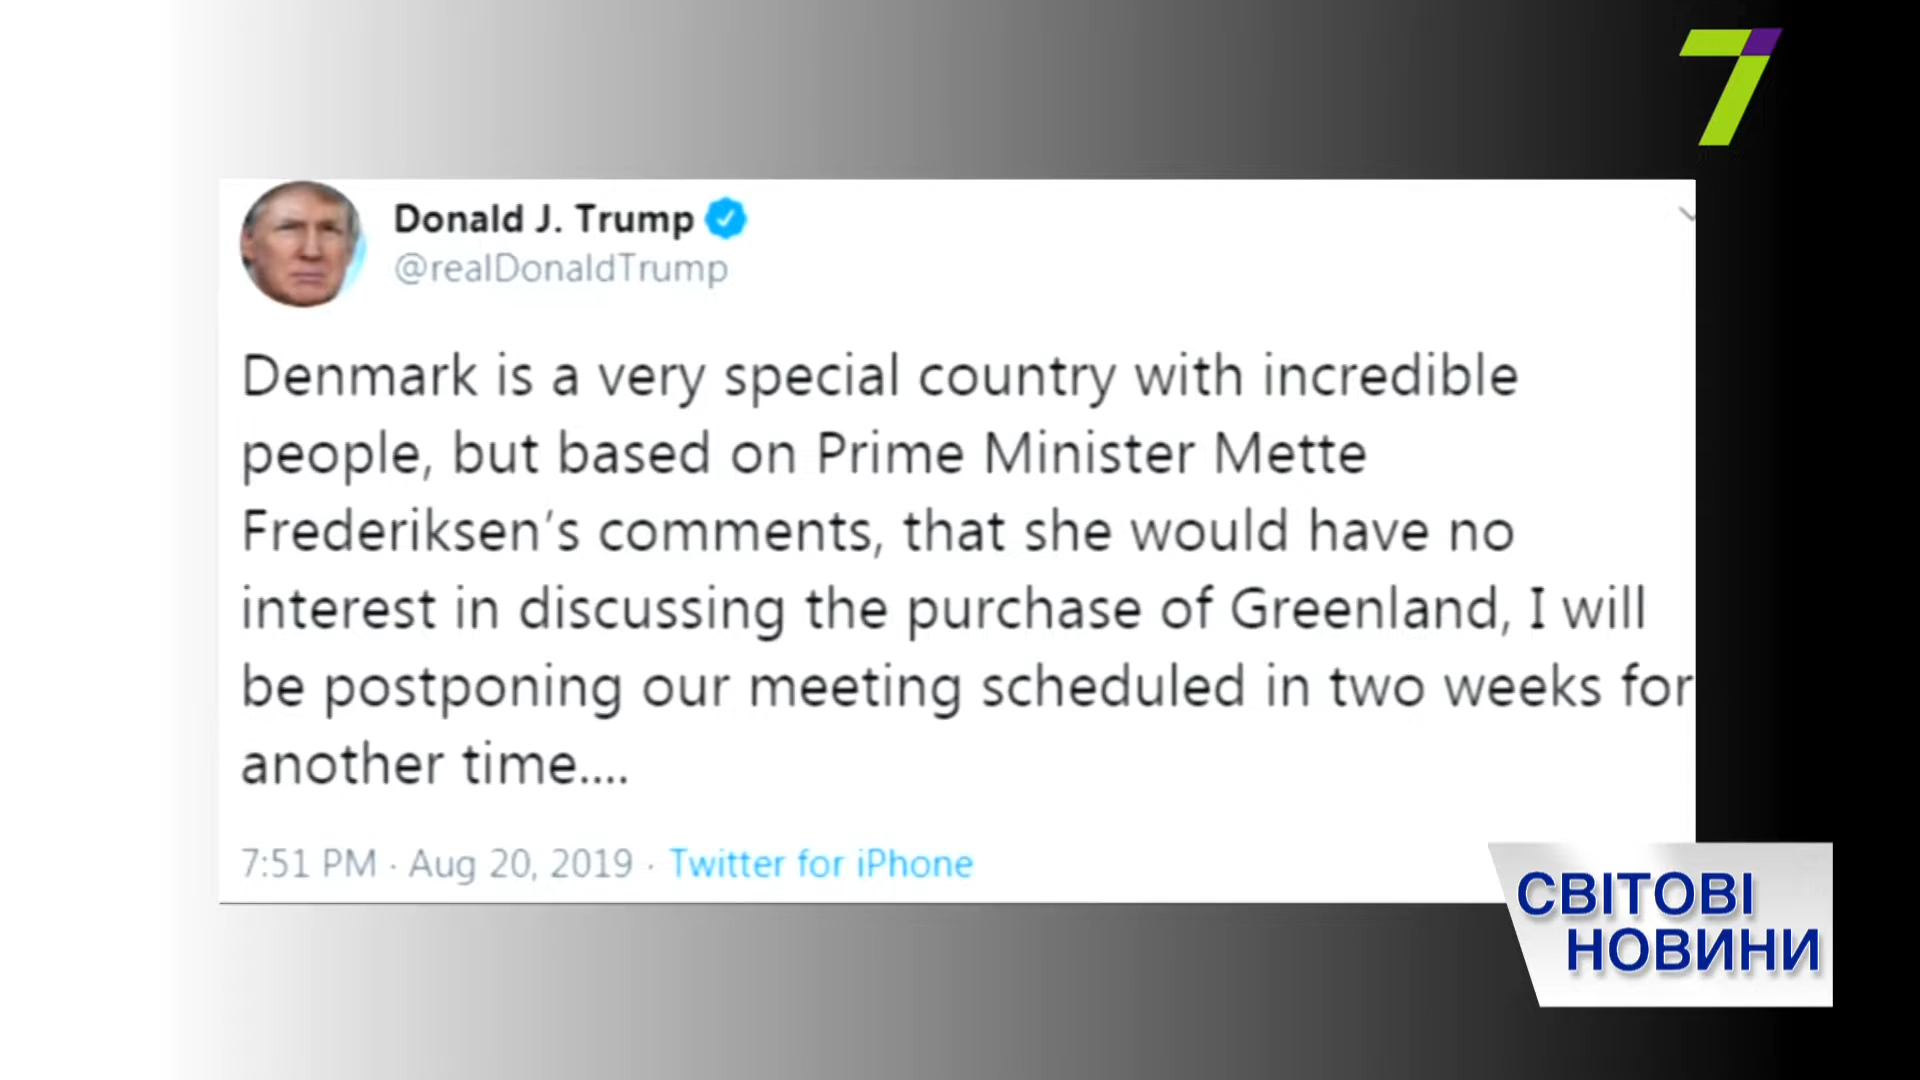 7
Donald J. Trump
@realDonaldTrump
Denmark is a very special country with incredible
people, but based on Prime Minister Mette
Frederiksen’s comments, that she would have no
interest in discussing the purchase of Greenland, I will
be postponing our meeting scheduled in two weeks for
another time....
7:51 PM · Aug 20, 2019 · Twitter for iPhone
СВІТОВІ
НОВИНИ